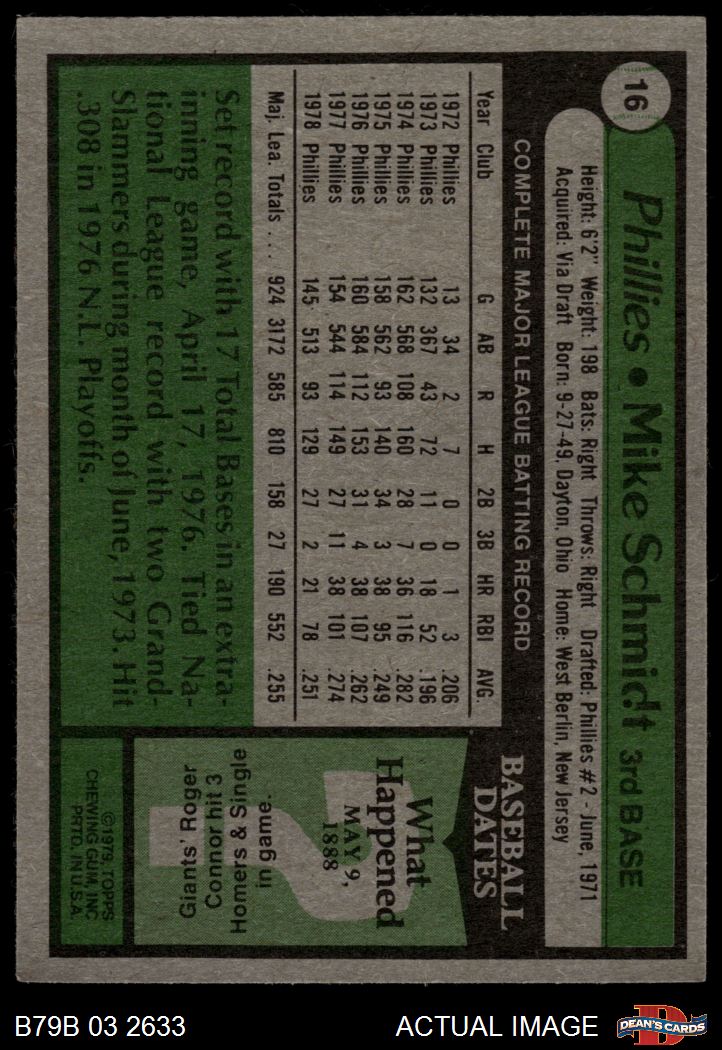 16
Phillies • Mike Schmidt 3rd BASE
Height: 6'2" Weight: 198 Bats: Right Throws: Right Drafted: Phillies #2 - June, 1971
Acquired: Via Draft Born: 9-27-49, Dayton, Ohio Home: West Berlin, New Jersey
COMPLETE MAJOR LEAGUE BATTING RECORD
Year Club G AB R H 2B 3B HR RBI AVG.
1972 Phillies 13 34 2 7 0 0 1 3 .206
1973 Phillies 132 367 43 72 11 0 18 52 .196
1974 Phillies 162 568 108 160 28 7 36 116 .282
1975 Phillies 158 562 93 140 34 3 38 95 .249
1976 Phillies 160 584 112 153 31 4 38 107 .262
1977 Phillies 154 544 114 149 27 11 38 101 .274
1978 Phillies 145 513 93 129 27 2 21 78 .251
Maj. Lea. Totals . . . . 924 3172 585 810 158 27 190 552 .255
Set record with 17 Total Bases in an extra-
inning game, April 17, 1976. Tied Na-
tional League record with two Grand-
Slammers during month of June, 1973. Hit
.308 in 1976 N.L. Playoffs.
BASEBALL
DATES
What
Happened
MAY 9,
1888
?
Giants' Roger
Connor hit 3
Homers & Single
in game.
©1979, TOPPS
CHEWING GUM, INC
PRTD. IN U.S.A.
B79B 03 2633
ACTUAL IMAGE
D
DEAN'S CARDS